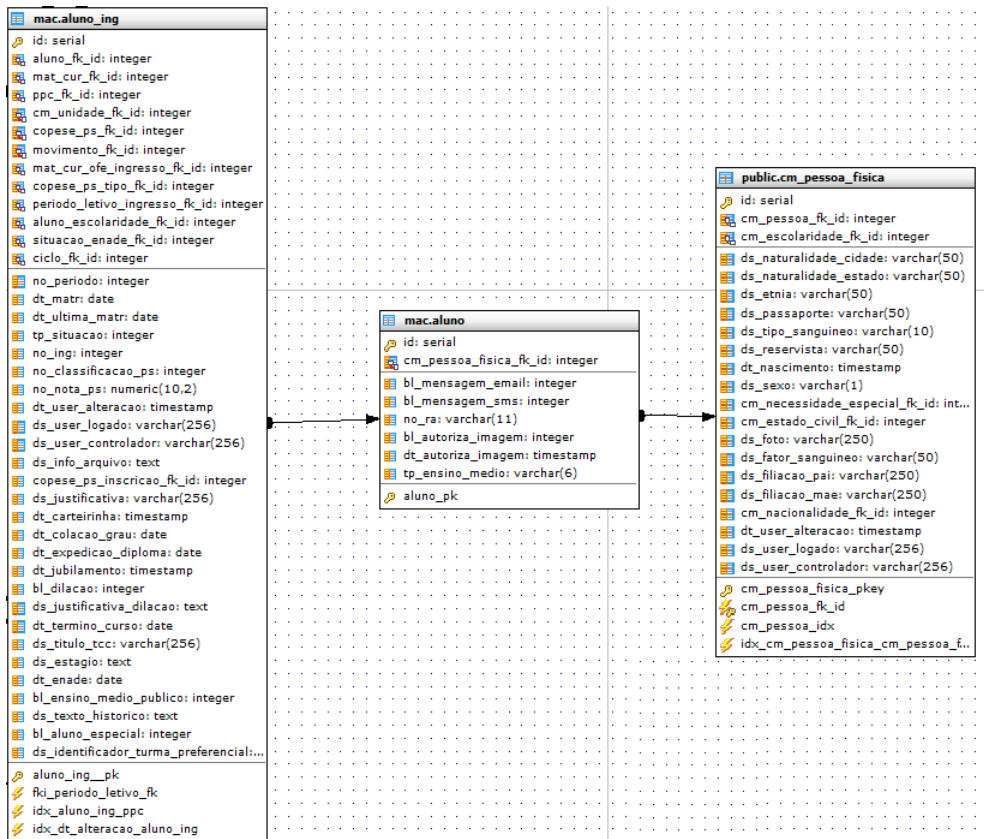 mac.aluno_ing
id: serial
aluno_fk_id: integer
mat_cur_fk_id: integer
ppc_fk_id: integer
cm_unidade_fk_id: integer
copese_ps_fk_id: integer
movimento_fk_id: integer
mat_cur_ofe_ingresso_fk_id: integer
copese_ps_tipo_fk_id: integer
periodo_letivo_ingresso_fk_id: integer
aluno_escolaridade_fk_id: integer
situacao_enade_fk_id: integer
ciclo_fk_id: integer
no_periodo: integer
dt_matr: date
dt_ultima_matr: date
tp_situacao: integer
no_ing: integer
no_classificacao_ps: integer
no_nota_ps: numeric(10,2)
dt_user_alteracao: timestamp
ds_user_logado: varchar(256)
ds_user_controlador: varchar(256)
ds_info_arquivo: text
copese_ps_inscricao_fk_id: integer
ds_justificativa: varchar(256)
dt_carteirinha: timestamp
dt_colacao_grau: date
dt_expedicao_diploma: date
dt_jubilamento: timestamp
bl_dilacao: integer
ds_justificativa_dilacao: text
dt_termino_curso: date
ds_titulo_tcc: varchar(256)
ds_estagio: text
dt_enade: date
bl_ensino_medio_publico: integer
ds_texto_historico: text
bl_aluno_especial: integer
ds_identificador_turma_preferencial:...
aluno_ing__pk
fki_periodo_letivo_fk
idx_aluno_ing_ppc
idx_dt_alteracao_aluno_ing
mac.aluno
id: serial
cm_pessoa_fisica_fk_id: integer
bl_mensagem_email: integer
bl_mensagem_sms: integer
no_ra: varchar(11)
bl_autoriza_imagem: integer
dt_autoriza_imagem: timestamp
tp_ensino_medio: varchar(6)
aluno_pk
public.cm_pessoa_fisica
id: serial
cm_pessoa_fk_id: integer
cm_escolaridade_fk_id: integer
ds_naturalidade_cidade: varchar(50)
ds_naturalidade_estado: varchar(50)
ds_etnia: varchar(50)
ds_passaporte: varchar(50)
ds_tipo_sanguineo: varchar(10)
ds_reservista: varchar(50)
dt_nascimento: timestamp
ds_sexo: varchar(1)
cm_necessidade_especial_fk_id: int...
cm_estado_civil_fk_id: integer
ds_foto: varchar(250)
ds_fator_sanguineo: varchar(50)
ds_filiacao_pai: varchar(250)
ds_filiacao_mae: varchar(250)
cm_nacionalidade_fk_id: integer
dt_user_alteracao: timestamp
ds_user_logado: varchar(256)
ds_user_controlador: varchar(256)
cm_pessoa_fisica_pkey
cm_pessoa_fk_id
cm_pessoa_idx
idx_cm_pessoa_fisica_cm_pessoa_f...